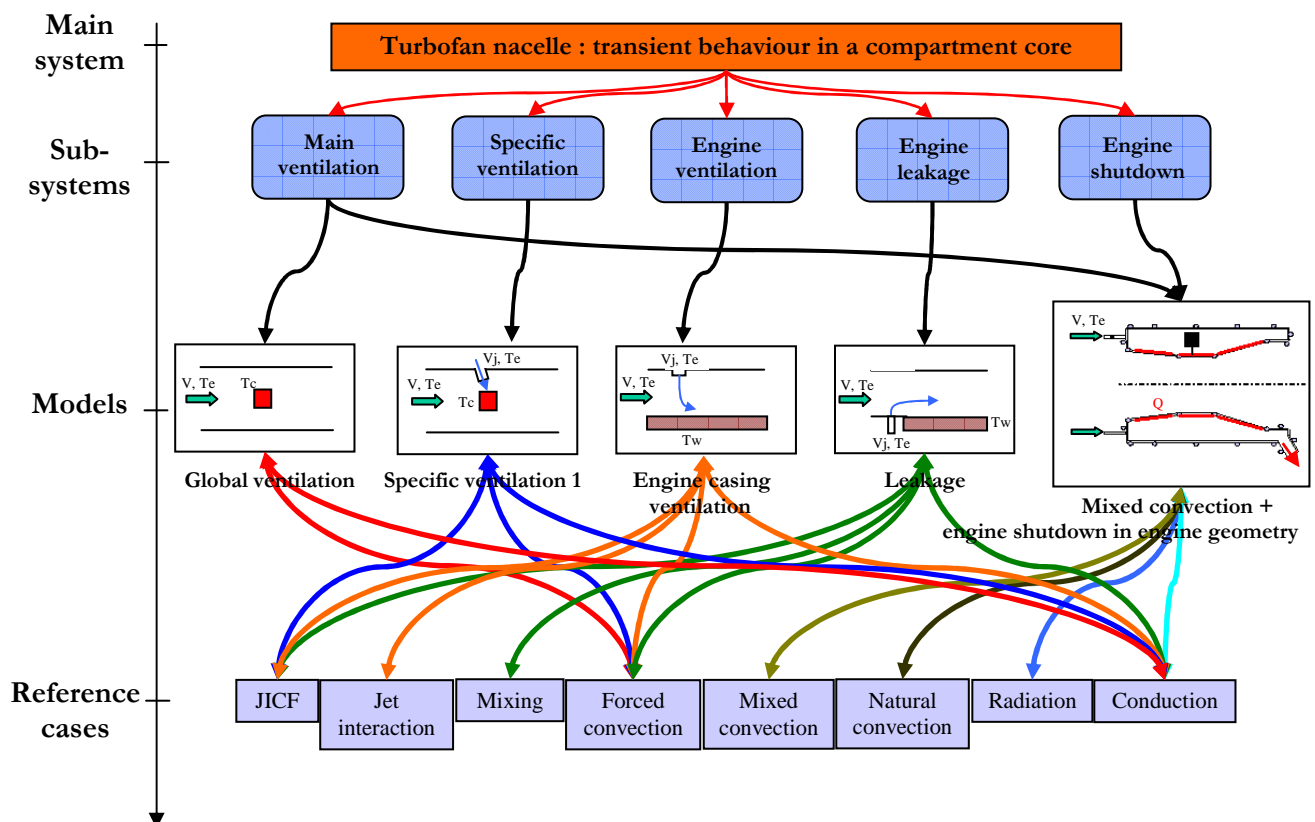 Main
system
Turbofan nacelle : transient behaviour in a compartment core
Sub-
systems
Main
ventilation
Specific
ventilation
Engine
ventilation
Engine
leakage
Engine
shutdown
Models
V, Te
Tc
Global ventilation
Vj, Te
V, Te
Tc
Specific ventilation 1
Vj, Te
V, Te
Tw
Engine casing
ventilation
V, Te
Tw
Vj, Te
Leakage
V, Te
Q
Mixed convection +
engine shutdown in engine geometry
Reference
cases
JICF
Jet
interaction
Mixing
Forced
convection
Mixed
convection
Natural
convection
Radiation
Conduction